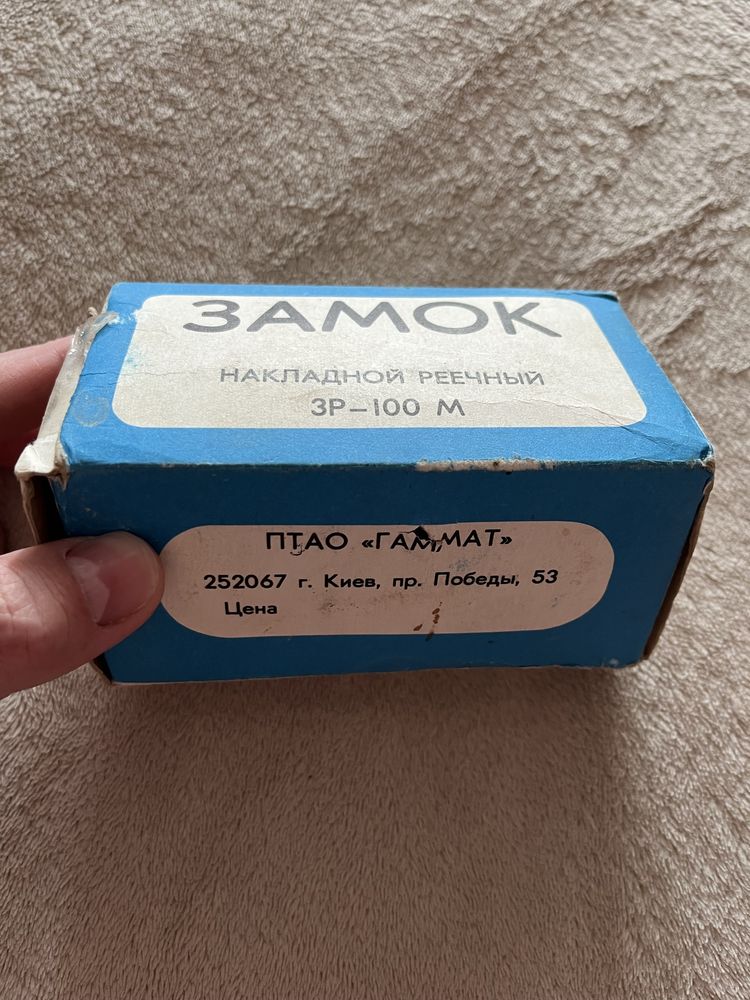 ЗАМОК
НАКЛАДНОЙ РЕЕЧНЫЙ
ЗР-100 М
ПТАО «ГАММАТ»
252067 г. Киев, пр. Победы, 53
Цена